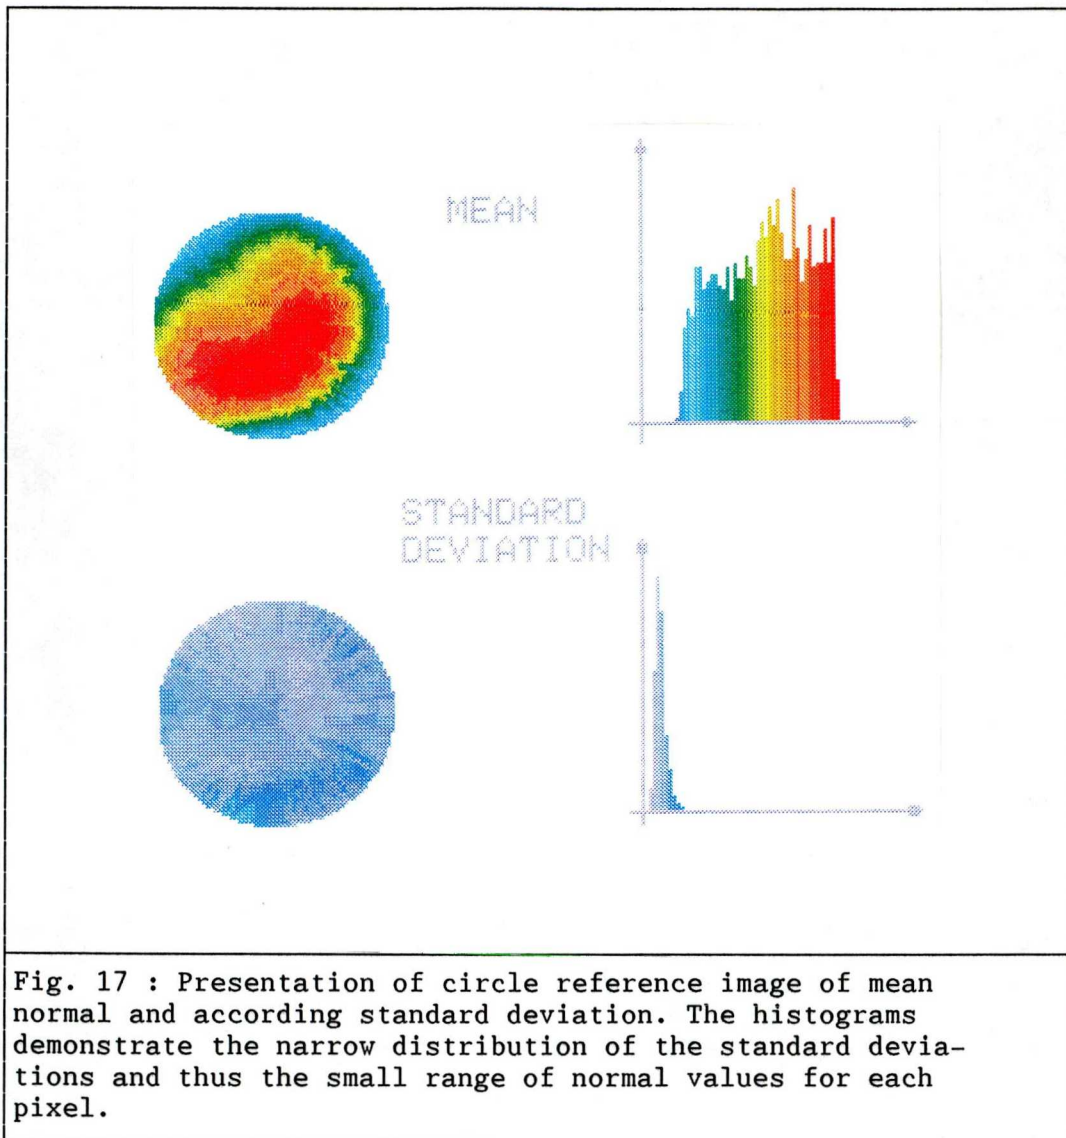 MEAN
STANDARD
DEVIATION
Fig. 17 : Presentation of circle reference image of mean
normal and according standard deviation. The histograms
demonstrate the narrow distribution of the standard devia-
tions and thus the small range of normal values for each
pixel.